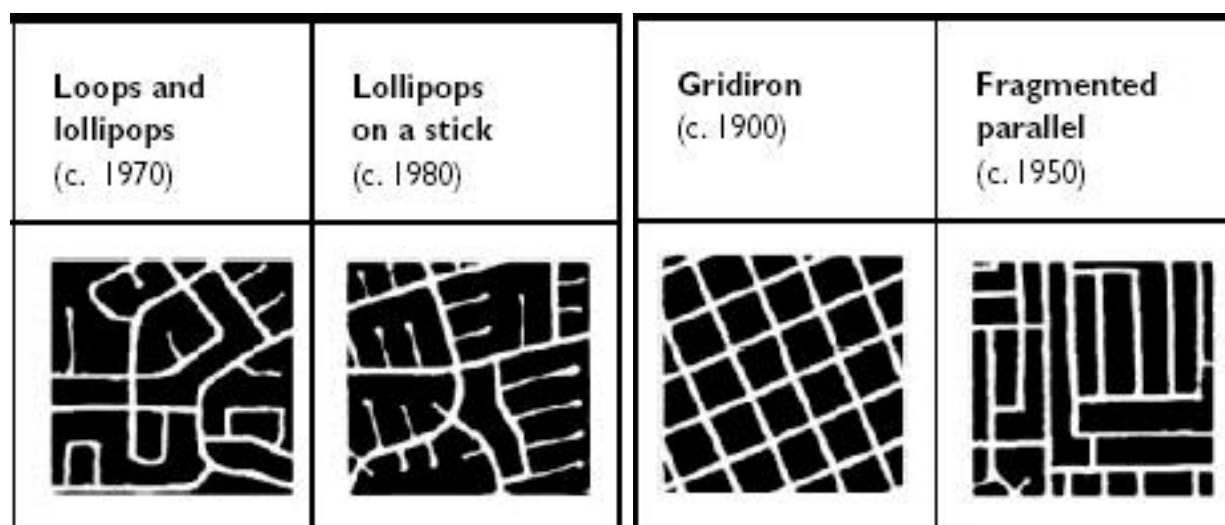 Loops and
lollipops
(c. 1970)
Lollipops
on a stick
(c. 1980)
Gridiron
(c. 1900)
Fragmented
parallel
(c. 1950)